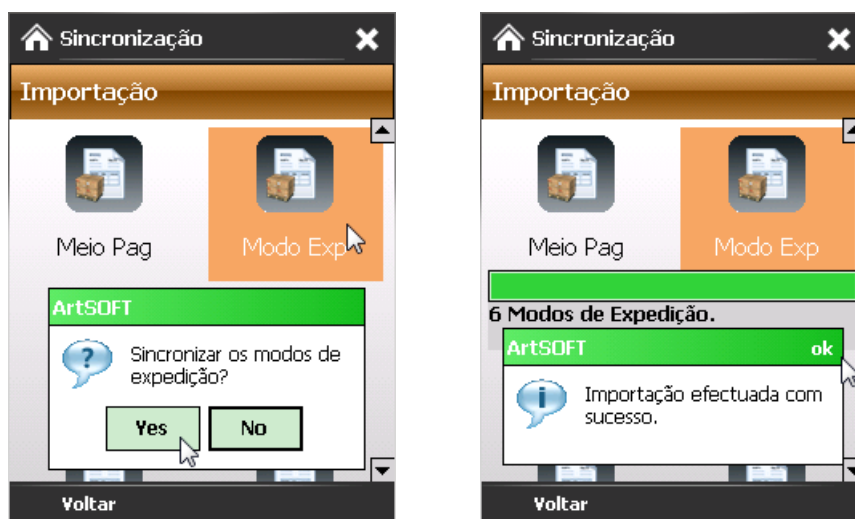 Sincronização
Importação
Meio Pag
Modo Exp
ArtSOFT
Sincronizar os modos de
expedição?
Yes
No
Voltar
Sincronização
Importação
Meio Pag
Modo Exp
6 Modos de Expedição.
ArtSOFT
ok
Importação efectuada com
sucesso.
Voltar